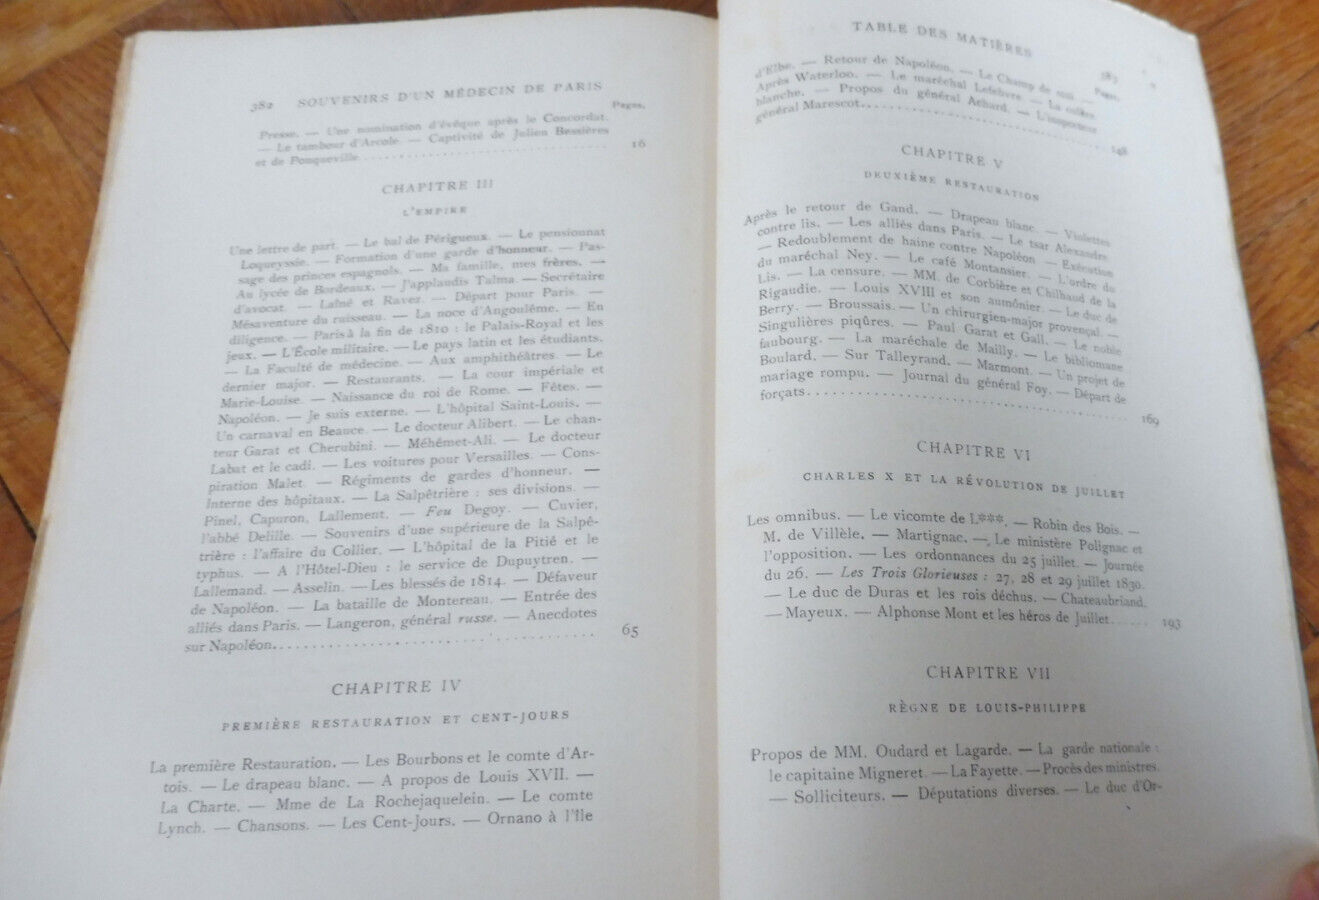 382 SOUVENIRS D'UN MÉDECIN DE PARIS
Pages.
Presse. — Une nomination d'évêque après le Concordat.
— Le tambour d'Arcole. — Captivité de Julien Bessières
et de Pouqueville. 16
CHAPITRE III
L'EMPIRE
Une lettre de part. — Le bal de Périgueux. — Le pensionnat
Loqueyssie. — Formation d'une garde d'honneur. — Pas-
sage des princes espagnols. — Ma famille, mes frères. —
Au lycée de Bordeaux. — J'applaudis Talma. — Secrétaire
d'avocat. — Laîné et Ravez. — Départ pour Paris. —
Mésaventure du ruisseau. — La noce d'Angoulême. — En
diligence. — Paris à la fin de 1810 : le Palais-Royal et les
jeux. — L'École militaire. — Le pays latin et les étudiants.
— La Faculté de médecine. — Aux amphithéâtres. — Le
dernier major. — Restaurants. — La cour impériale et
Marie-Louise. — Naissance du roi de Rome. — Fêtes. —
Napoléon. — Je suis externe. — L'hôpital Saint-Louis. —
Un carnaval en Beauce. — Le docteur Alibert. — Le chan-
teur Garat et Cherubini. — Méhémet-Ali. — Le docteur
Labat et le cadi. — Les voitures pour Versailles. — Cons-
piration Malet. — Régiments de gardes d'honneur. —
Interne des hôpitaux. — La Salpêtrière : ses divisions. —
Pinel, Capuron, Lallement. — Feu Degoy. — Cuvier,
l'abbé Delille. — Souvenirs d'une supérieure de la Salpê-
trière : l'affaire du Collier. — L'hôpital de la Pitié et le
typhus. — A l'Hôtel-Dieu : le service de Dupuytren. —
Lallemand. — Asselin. — Les blessés de 1814. — Défaveur
de Napoléon. — La bataille de Montereau. — Entrée des
alliés dans Paris. — Langeron, général russe. — Anecdotes
sur Napoléon. 65
CHAPITRE IV
PREMIÈRE RESTAURATION ET CENT-JOURS
La première Restauration. — Les Bourbons et le comte d'Ar-
tois. — Le drapeau blanc. — A propos de Louis XVII. —
La Charte. — Mme de La Rochejaquelein. — Le comte
Lynch. — Chansons. — Les Cent-Jours. — Ornano à l'île
TABLE DES MATIÈRES 383
Pages.
d'Elbe. — Retour de Napoléon. — Le Champ de mai. —
Après Waterloo. — Le maréchal Lefebvre. — La colère
blanche. — Propos du général Achard. — L'inspecteur
général Marescot. 148
CHAPITRE V
DEUXIÈME RESTAURATION
Après le retour de Gand. — Drapeau blanc. — Violettes
contre lis. — Les alliés dans Paris. — Le tsar Alexandre.
— Redoublement de haine contre Napoléon — Exécution
du maréchal Ney. — Le café Montansier. — L'ordre du
Lis. — La censure. — MM. de Corbière et Chilhaud de la
Rigaudie. — Louis XVIII et son aumônier. — Le duc de
Berry. — Broussais. — Un chirurgien-major provençal. —
Singulières piqûres. — Paul Garat et Gall. — Le noble
faubourg. — La maréchale de Mailly. — Le bibliomane
Boulard. — Sur Talleyrand. — Marmont. — Un projet de
mariage rompu. — Journal du général Foy. — Départ de
forçats. 169
CHAPITRE VI
CHARLES X ET LA RÉVOLUTION DE JUILLET
Les omnibus. — Le vicomte de L***. — Robin des Bois. —
M. de Villèle. — Martignac. — Le ministère Polignac et
l'opposition. — Les ordonnances du 25 juillet. — Journée
du 26. — Les Trois Glorieuses : 27, 28 et 29 juillet 1830.
— Le duc de Duras et les rois déchus. — Chateaubriand.
— Mayeux. — Alphonse Mont et les héros de Juillet. 193
CHAPITRE VII
RÈGNE DE LOUIS-PHILIPPE
Propos de MM. Oudard et Lagarde. — La garde nationale :
le capitaine Migneret. — La Fayette. — Procès des ministres.
— Solliciteurs. — Députations diverses. — Le duc d'Or-